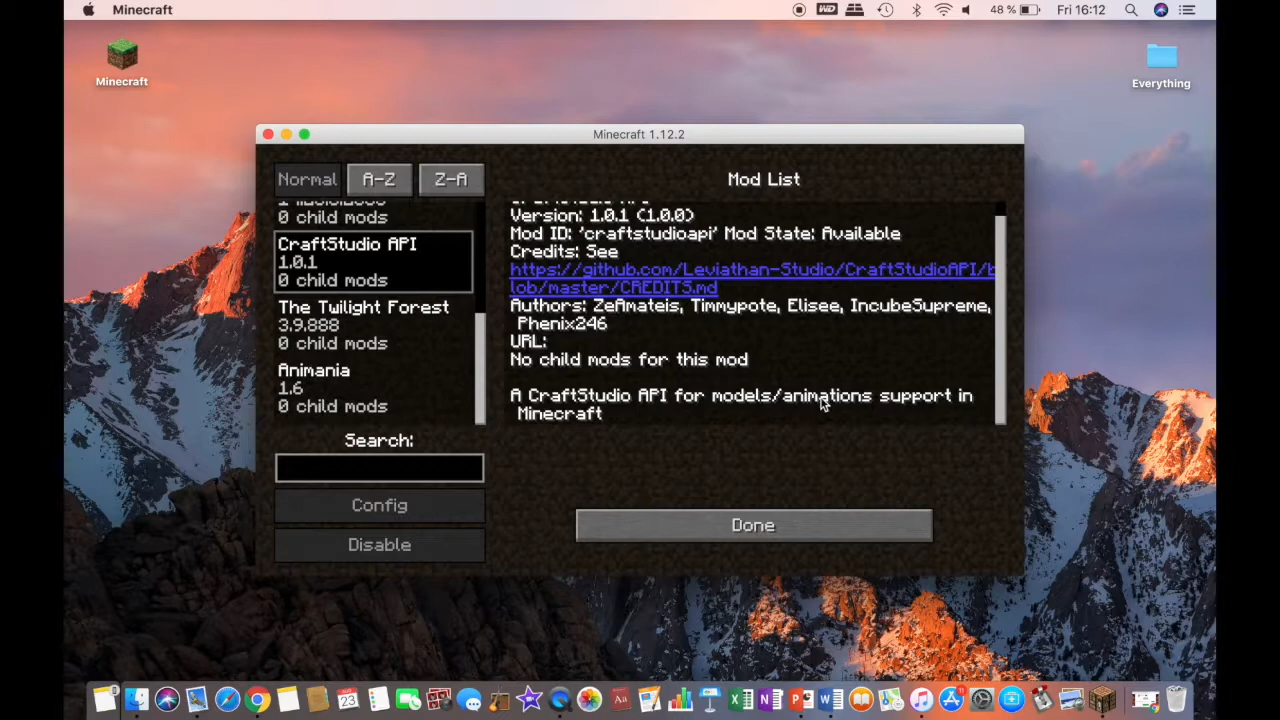 Minecraft
48 %
Fri 16:12
Minecraft
Everything
Minecraft 1.12.2
Normal
A-Z
Z-A
Mod List
0 child mods
CraftStudio API
1.0.1
0 child mods
The Twilight Forest
3.9.888
0 child mods
Animania
1.6
0 child mods
Search:
Config
Disable
Version: 1.0.1 (1.0.0)
Mod ID: 'craftstudioapi' Mod State: Available
Credits: See
https://github.com/Leviathan-Studio/CraftStudioAPI/b
lob/master/CREDITS.md
Authors: ZeAmateis, Timmypote, Elisee, IncubeSupreme,
Phenix246
URL:
No child mods for this mod
A CraftStudio API for models/animations support in
Minecraft
Done